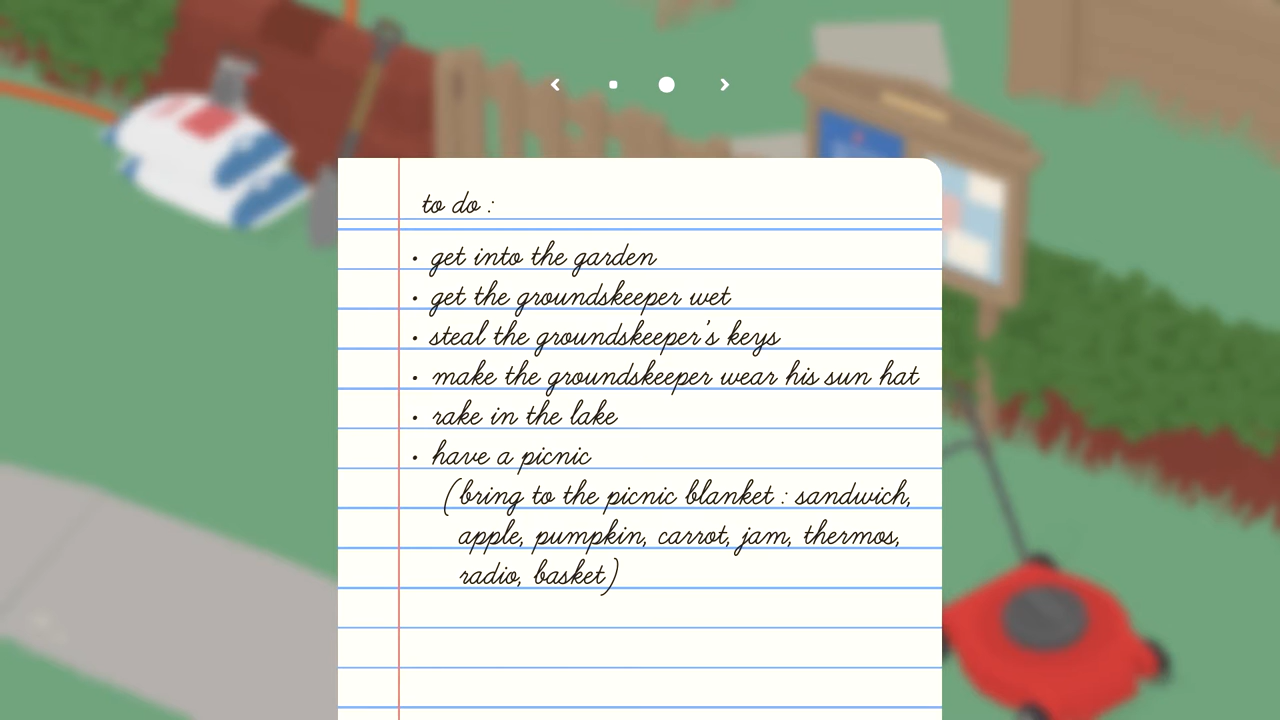 to do :
• get into the garden
• get the groundskeeper wet
• steal the groundskeeper's keys
• make the groundskeeper wear his sun hat
• rake in the lake
• have a picnic
(bring to the picnic blanket : sandwich,
apple, pumpkin, carrot, jam, thermos,
radio, basket)